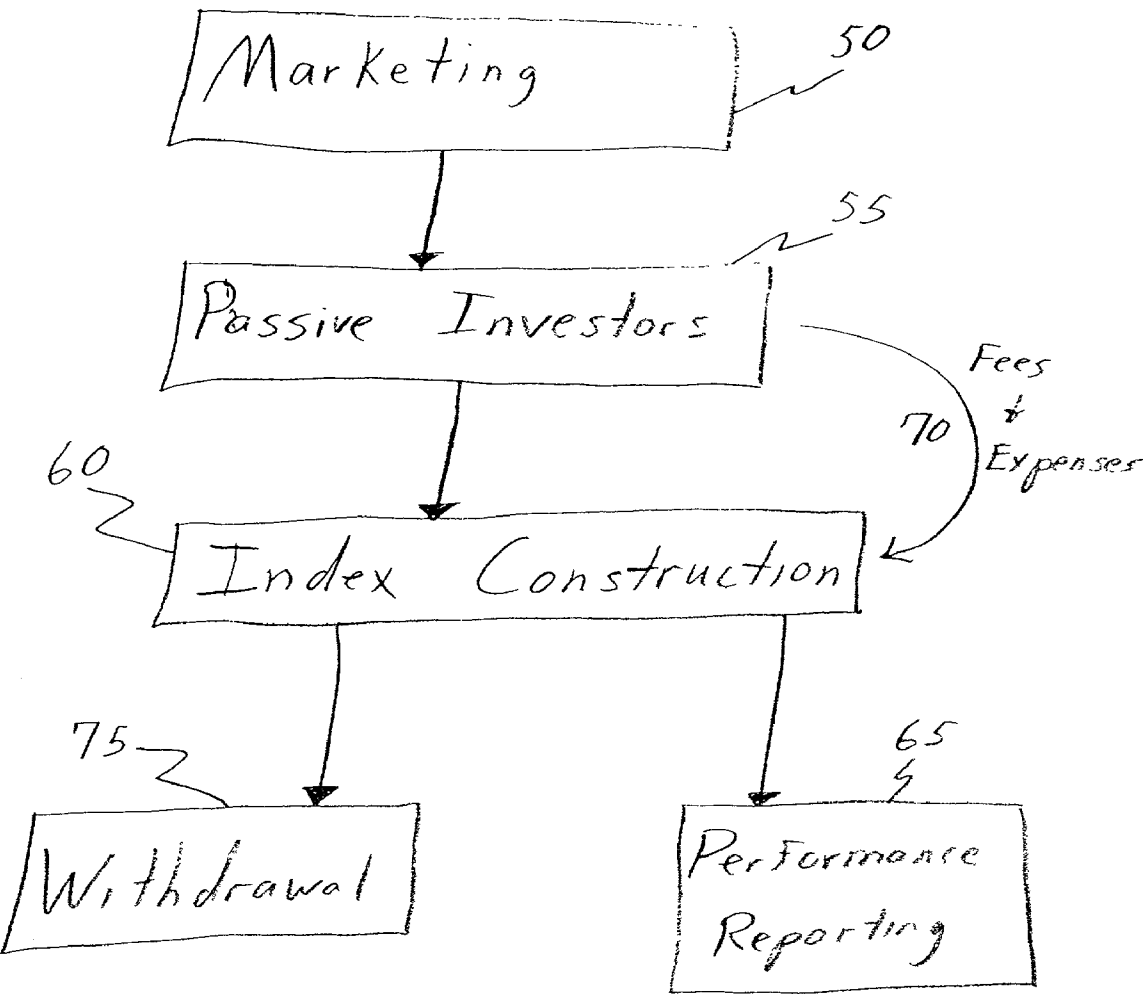 Marketing
50
55
Passive Investors
Fees
&
Expenses
70
60
Index Construction
75
65
Withdrawal
Performance
Reporting